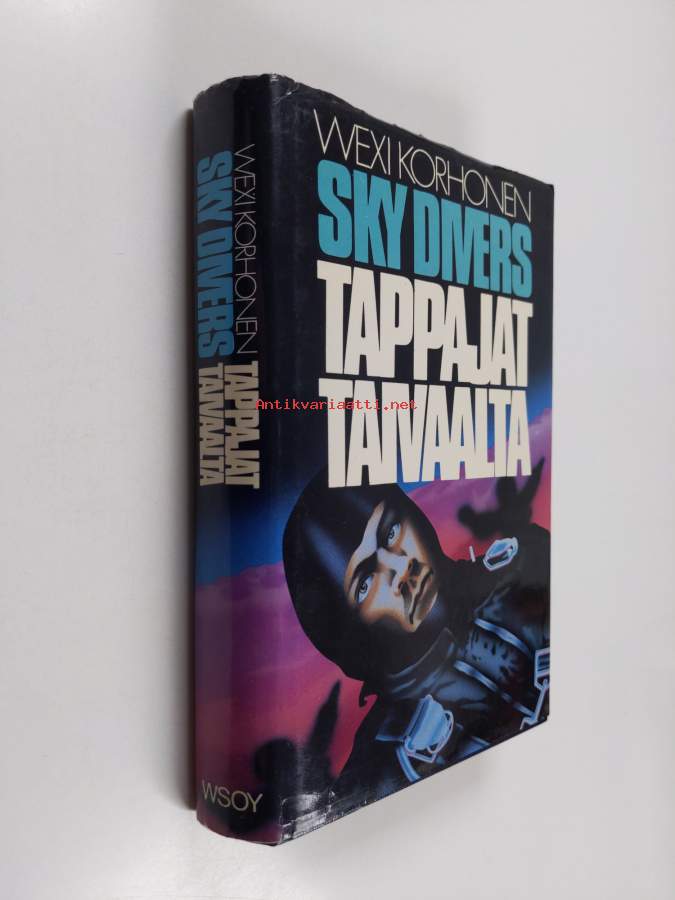 WEXI KORHONEN
SKY DIVERS
TAPPAJAT
TAIVAALTA
WEXI KORHONEN
SKY DIVERS
TAPPAJAT
TAIVAALTA
WSOY
Antikvariaatti.net